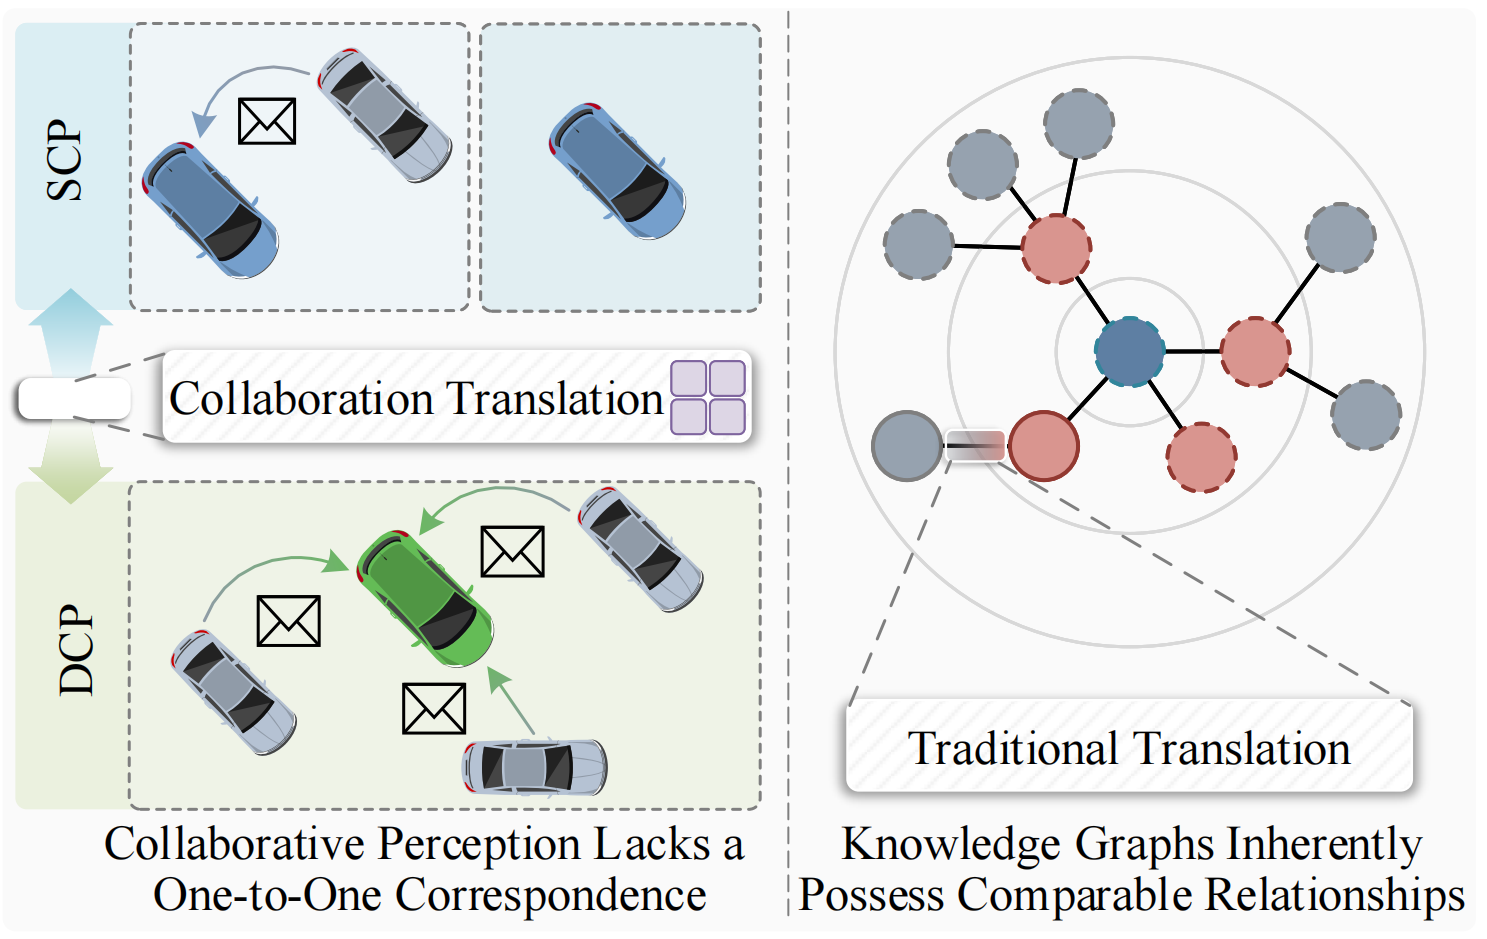 SCP
Collaboration Translation
DCP
Collaborative Perception Lacks a
One-to-One Correspondence
Traditional Translation
Knowledge Graphs Inherently
Possess Comparable Relationships